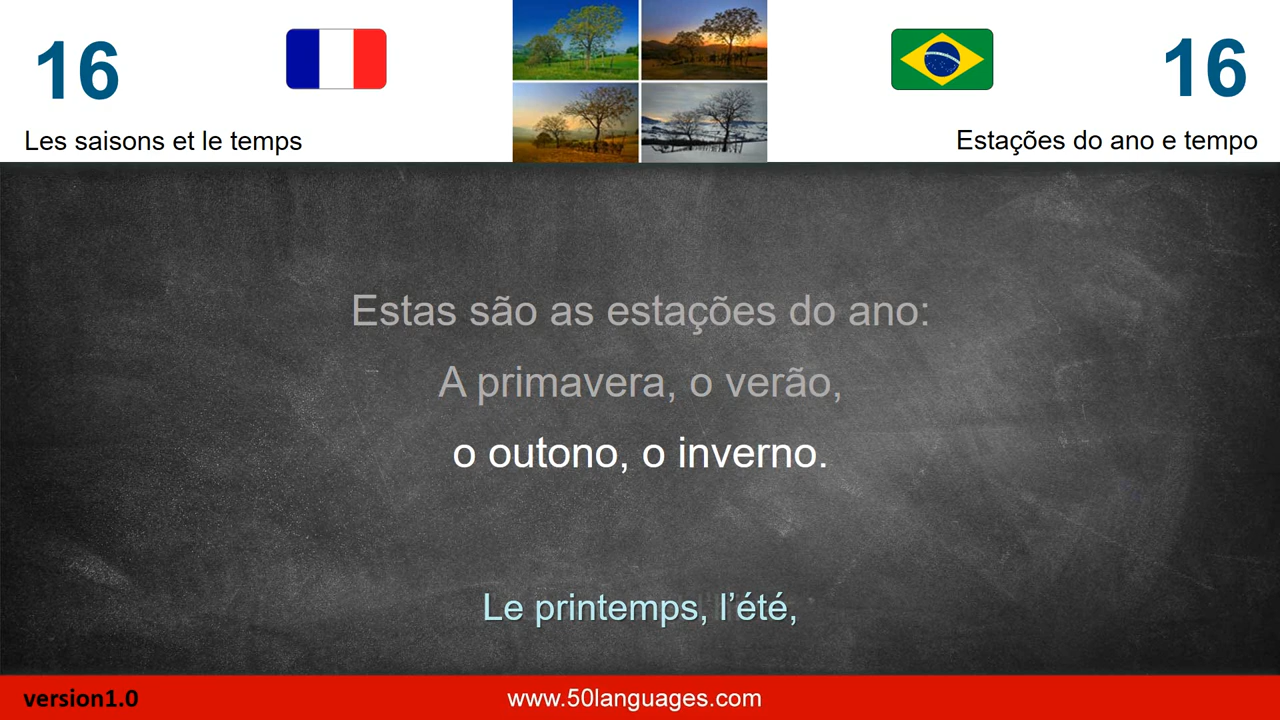 16
16
Les saisons et le temps
Estações do ano e tempo
Estas são as estações do ano:
A primavera, o verão,
o outono, o inverno.
Le printemps, l’été,
version1.0
www.50languages.com